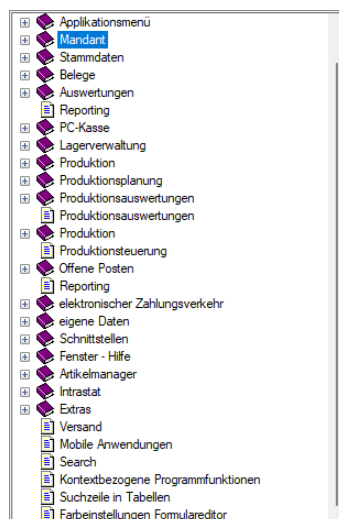 Applikationsmenü
Mandant
Stammdaten
Belege
Auswertungen
Reporting
PC-Kasse
Lagerverwaltung
Produktion
Produktionsplanung
Produktionsauswertungen
Produktionsauswertungen
Produktion
Produktionsteuerung
Offene Posten
Reporting
elektronischer Zahlungsverkehr
eigene Daten
Schnittstellen
Fenster - Hilfe
Artikelmanager
Intrastat
Extras
Versand
Mobile Anwendungen
Search
Kontextbezogene Programmfunktionen
Suchzeile in Tabellen
Farbeinstellungen Formulareditor